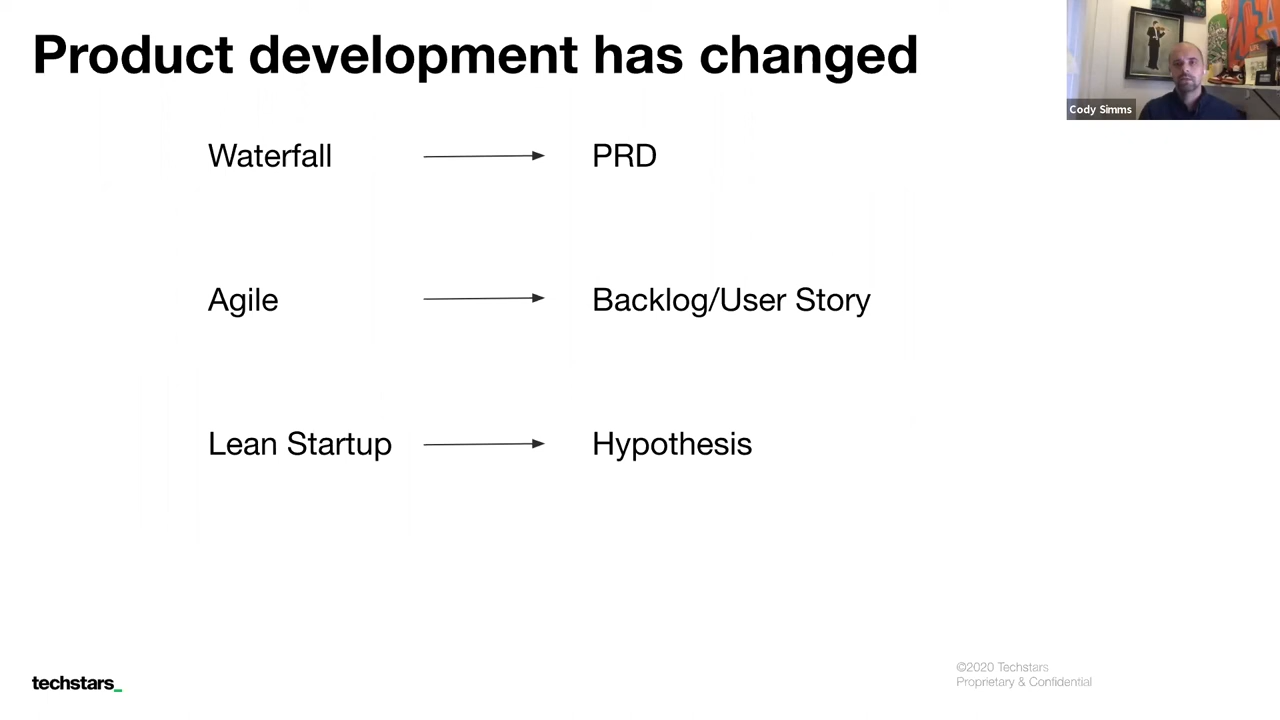 Product development has changed
Cody Simms
Waterfall PRD
Agile Backlog/User Story
Lean Startup Hypothesis
techstars_
©2020 Techstars
Proprietary & Confidential